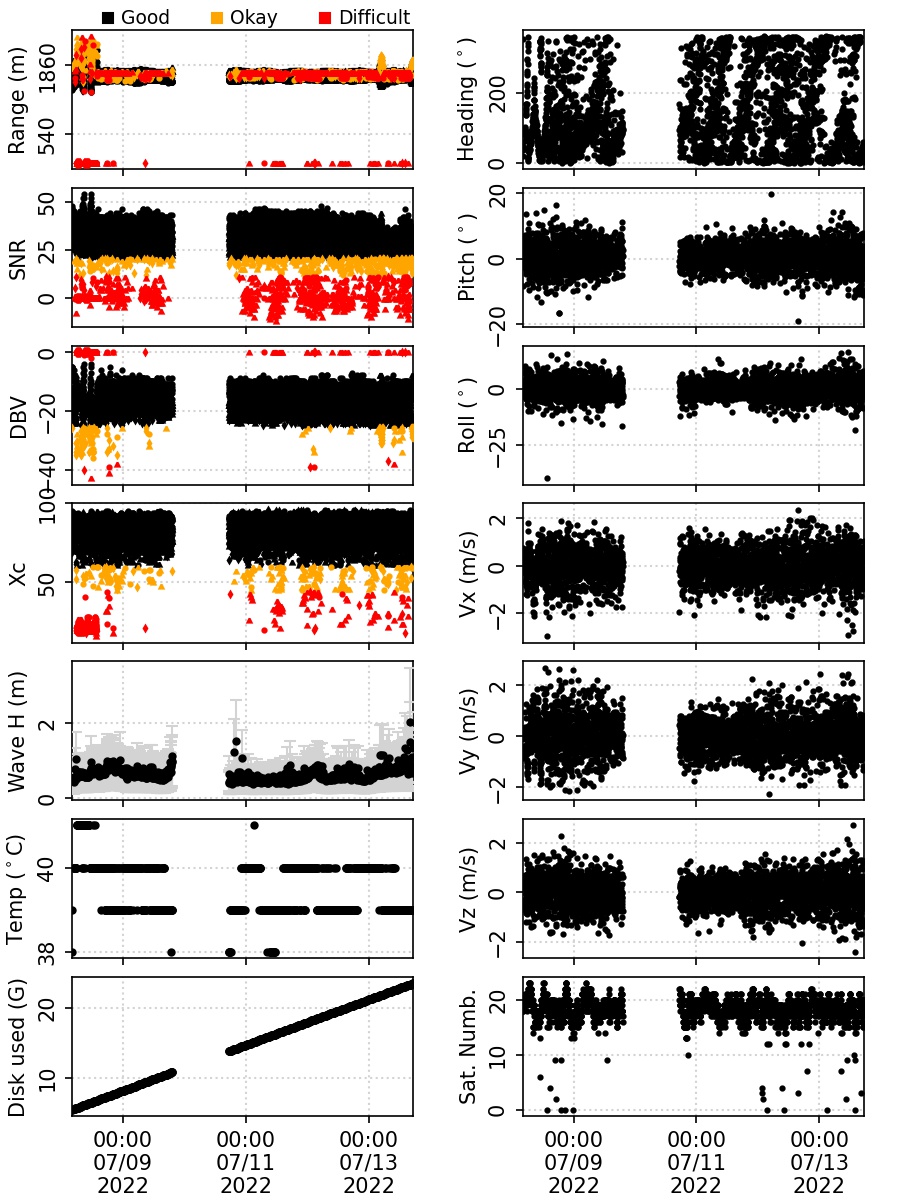 Good Okay Difficult
Range (m)
1860
540
Heading (°)
200
0
SNR
50
25
0
Pitch (°)
20
0
−20
DBV
0
−20
−40
Roll (°)
0
−25
Xc
100
50
Vx (m/s)
2
0
−2
Wave H (m)
2
0
Vy (m/s)
2
0
−2
Temp (°C)
40
38
Vz (m/s)
2
0
−2
Disk used (G)
20
10
Sat. Numb.
20
10
0
00:00 00:00 00:00
07/09 07/11 07/13
2022 2022 2022
00:00 00:00 00:00
07/09 07/11 07/13
2022 2022 2022